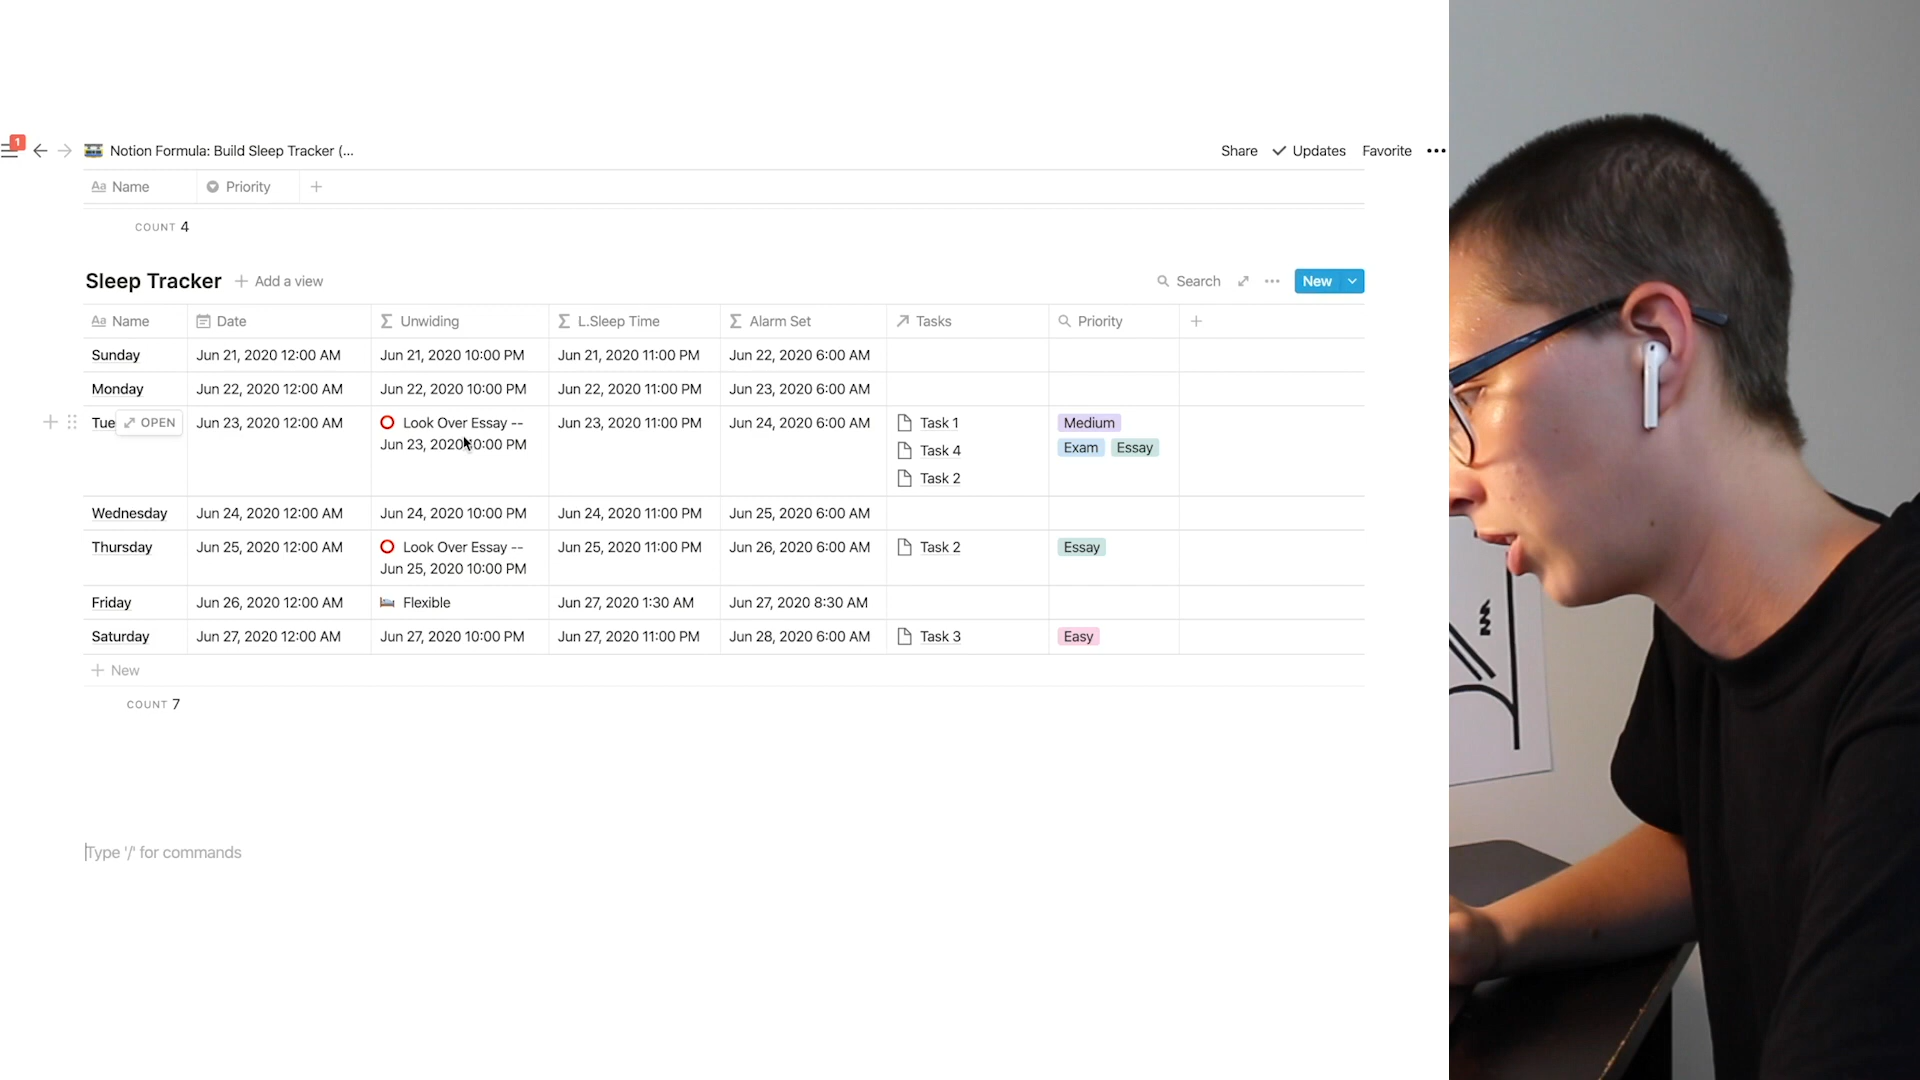 1
Notion Formula: Build Sleep Tracker (...
Share Updates Favorite
Aa Name Priority
COUNT 4
Sleep Tracker Add a view Search New
Aa Name Date Unwiding L.Sleep Time Alarm Set Tasks Priority
Sunday Jun 21, 2020 12:00 AM Jun 21, 2020 10:00 PM Jun 21, 2020 11:00 PM Jun 22, 2020 6:00 AM
Monday Jun 22, 2020 12:00 AM Jun 22, 2020 10:00 PM Jun 22, 2020 11:00 PM Jun 23, 2020 6:00 AM
Tue OPEN Jun 23, 2020 12:00 AM Look Over Essay -- Jun 23, 2020 11:00 PM Jun 24, 2020 6:00 AM Task 1 Medium
Jun 23, 2020 0:00 PM Task 4 Exam Essay
Task 2
Wednesday Jun 24, 2020 12:00 AM Jun 24, 2020 10:00 PM Jun 24, 2020 11:00 PM Jun 25, 2020 6:00 AM
Thursday Jun 25, 2020 12:00 AM Look Over Essay -- Jun 25, 2020 11:00 PM Jun 26, 2020 6:00 AM Task 2 Essay
Jun 25, 2020 10:00 PM
Friday Jun 26, 2020 12:00 AM Flexible Jun 27, 2020 1:30 AM Jun 27, 2020 8:30 AM
Saturday Jun 27, 2020 12:00 AM Jun 27, 2020 10:00 PM Jun 27, 2020 11:00 PM Jun 28, 2020 6:00 AM Task 3 Easy
New
COUNT 7
Type '/' for commands